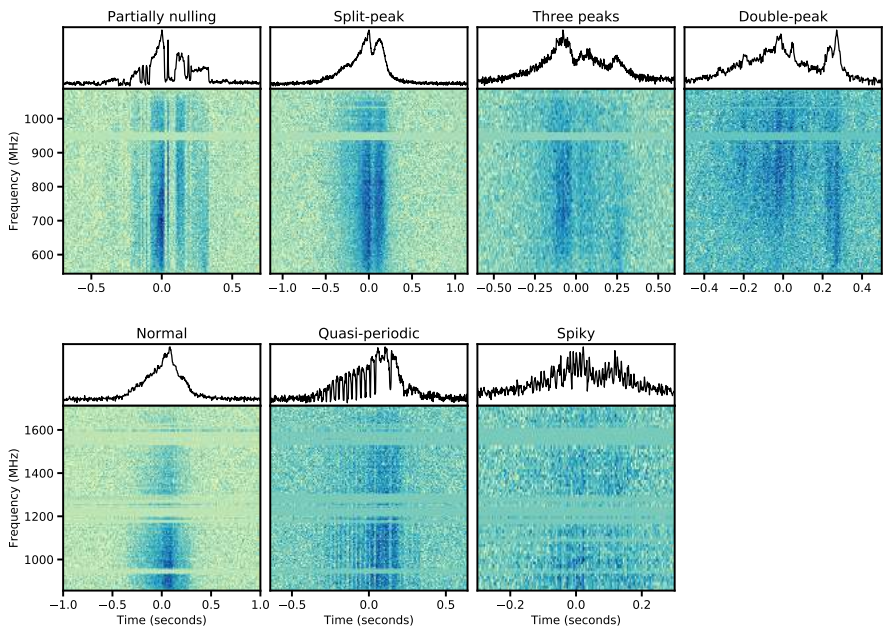 Partially nulling Split-peak Three peaks Double-peak
1000
900
800
700
600
Frequency (MHz)
−0.5 0.0 0.5 −1.0 −0.5 0.0 0.5 1.0 −0.50 −0.25 0.00 0.25 0.50 −0.4 −0.2 0.0 0.2 0.4
Normal Quasi-periodic Spiky
1600
1400
1200
1000
Frequency (MHz)
−1.0 −0.5 0.0 0.5 1.0 −0.5 0.0 0.5 −0.2 0.0 0.2
Time (seconds) Time (seconds) Time (seconds)